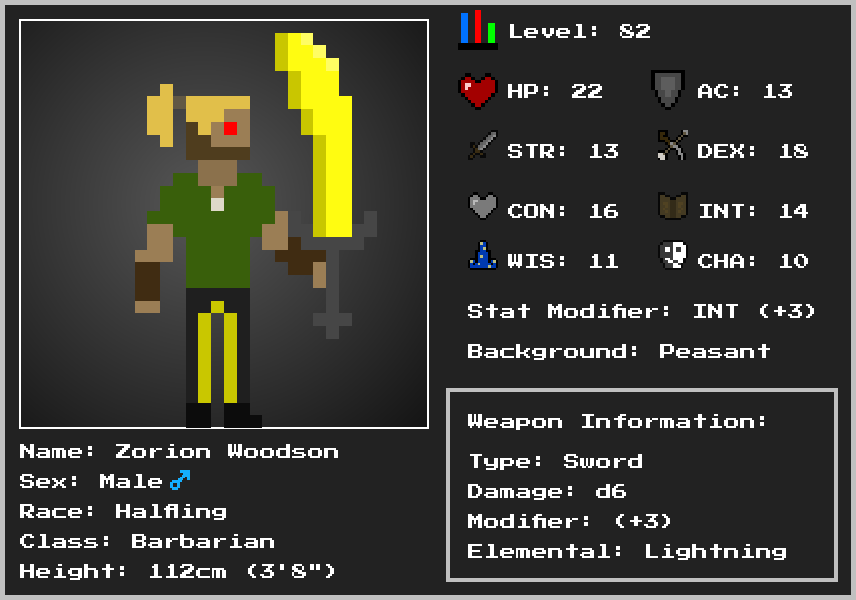 Level: 82
HP: 22 AC: 13
STR: 13 DEX: 18
CON: 16 INT: 14
WIS: 11 CHA: 10
Stat Modifier: INT (+3)
Background: Peasant
Weapon Information:
Type: Sword
Damage: d6
Modifier: (+3)
Elemental: Lightning
Name: Zorion Woodson
Sex: Male♂
Race: Halfling
Class: Barbarian
Height: 112cm (3'8")